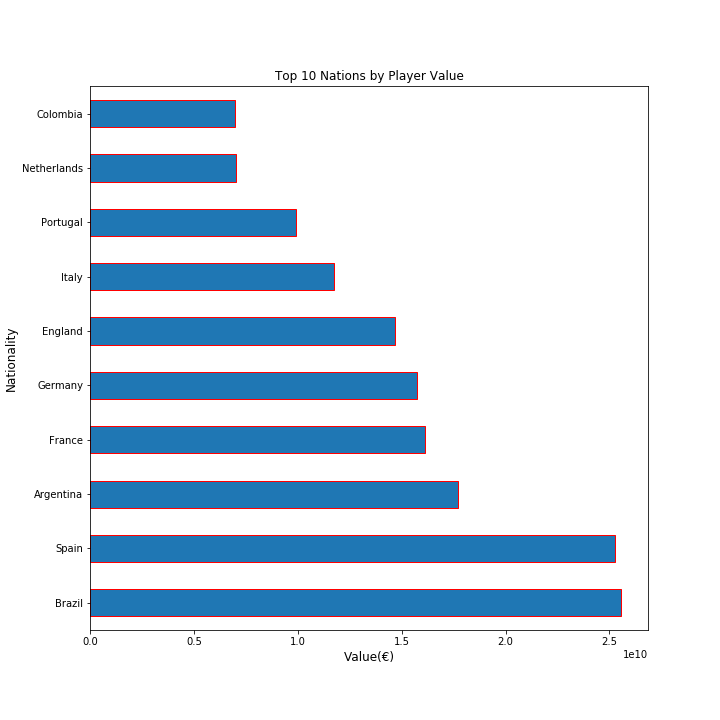 Top 10 Nations by Player Value
Nationality
Colombia
Netherlands
Portugal
Italy
England
Germany
France
Argentina
Spain
Brazil
0.0 0.5 1.0 1.5 2.0 2.5
1e10
Value(€)